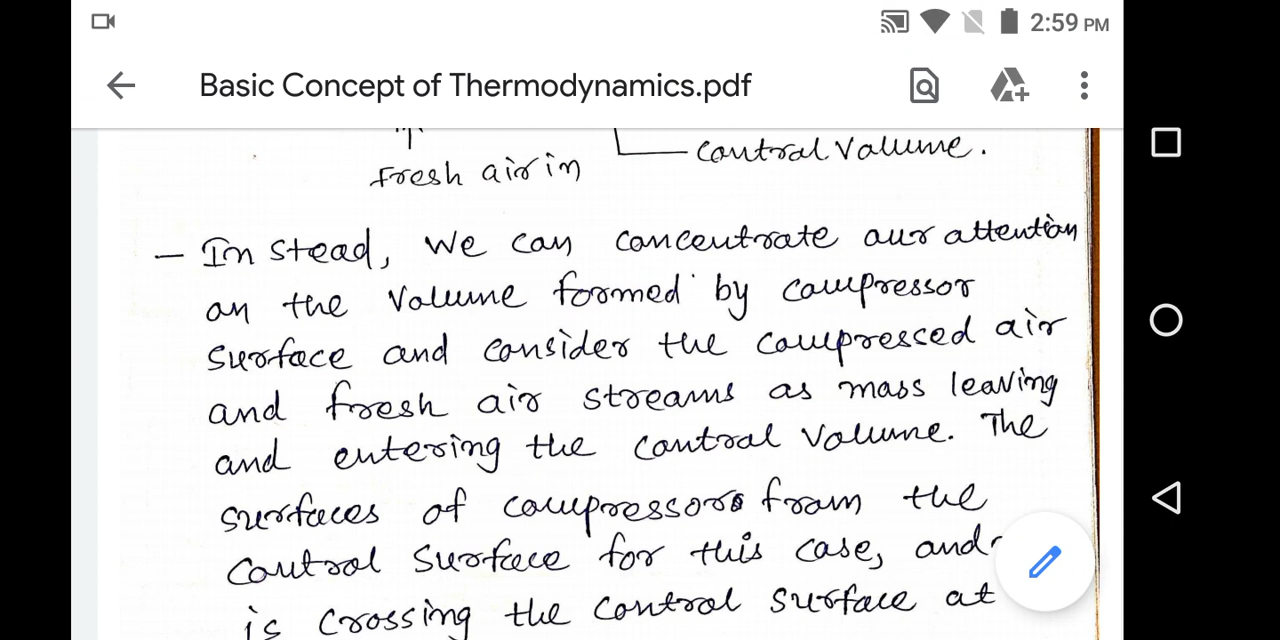 2:59 PM
Basic Concept of Thermodynamics.pdf
Fresh air in
Control Volume.
- In stead, we can concentrate our attention
on the Volume formed by compressor
surface and consider the compressed air
and fresh air streams as mass leaving
and entering the control volume. The
surfaces of compressors from the
control surface for this case, and
is crossing the control surface at